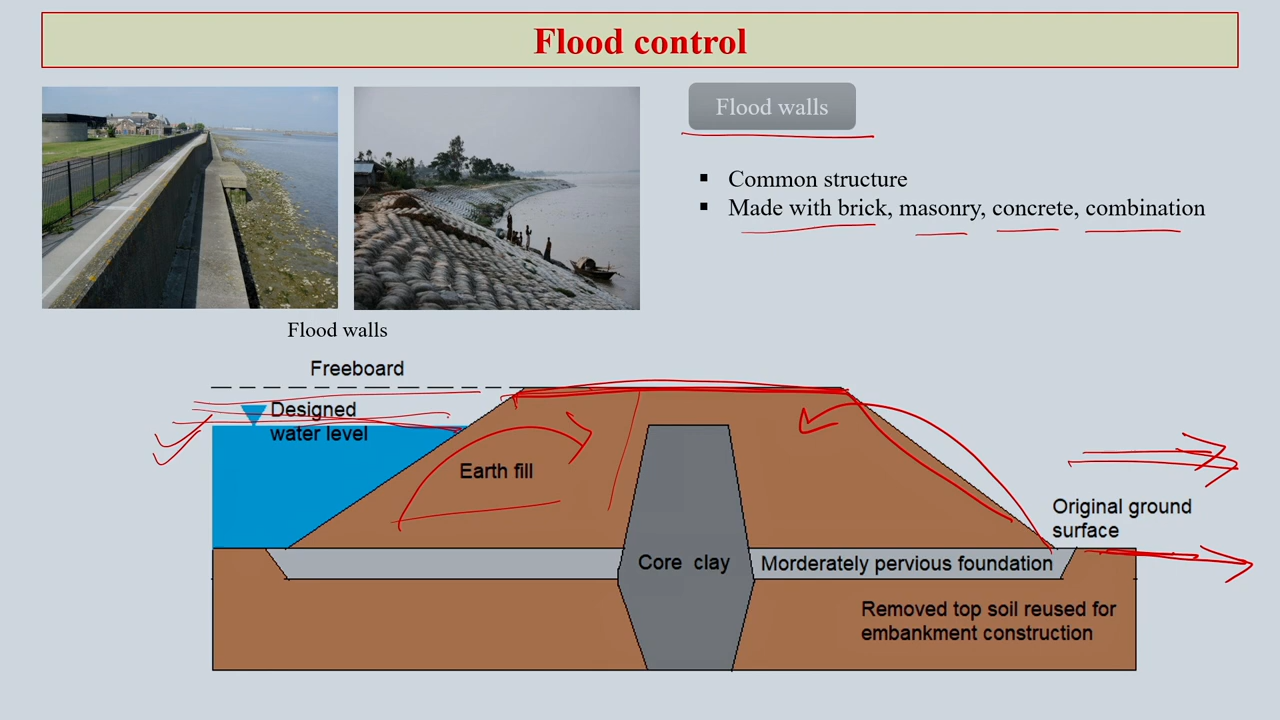 Flood control
Flood walls
▪ Common structure
▪ Made with brick, masonry, concrete, combination
Flood walls
Freeboard
Designed
water level
Earth fill
Original ground
surface
Core clay
Morderately pervious foundation
Removed top soil reused for
embankment construction